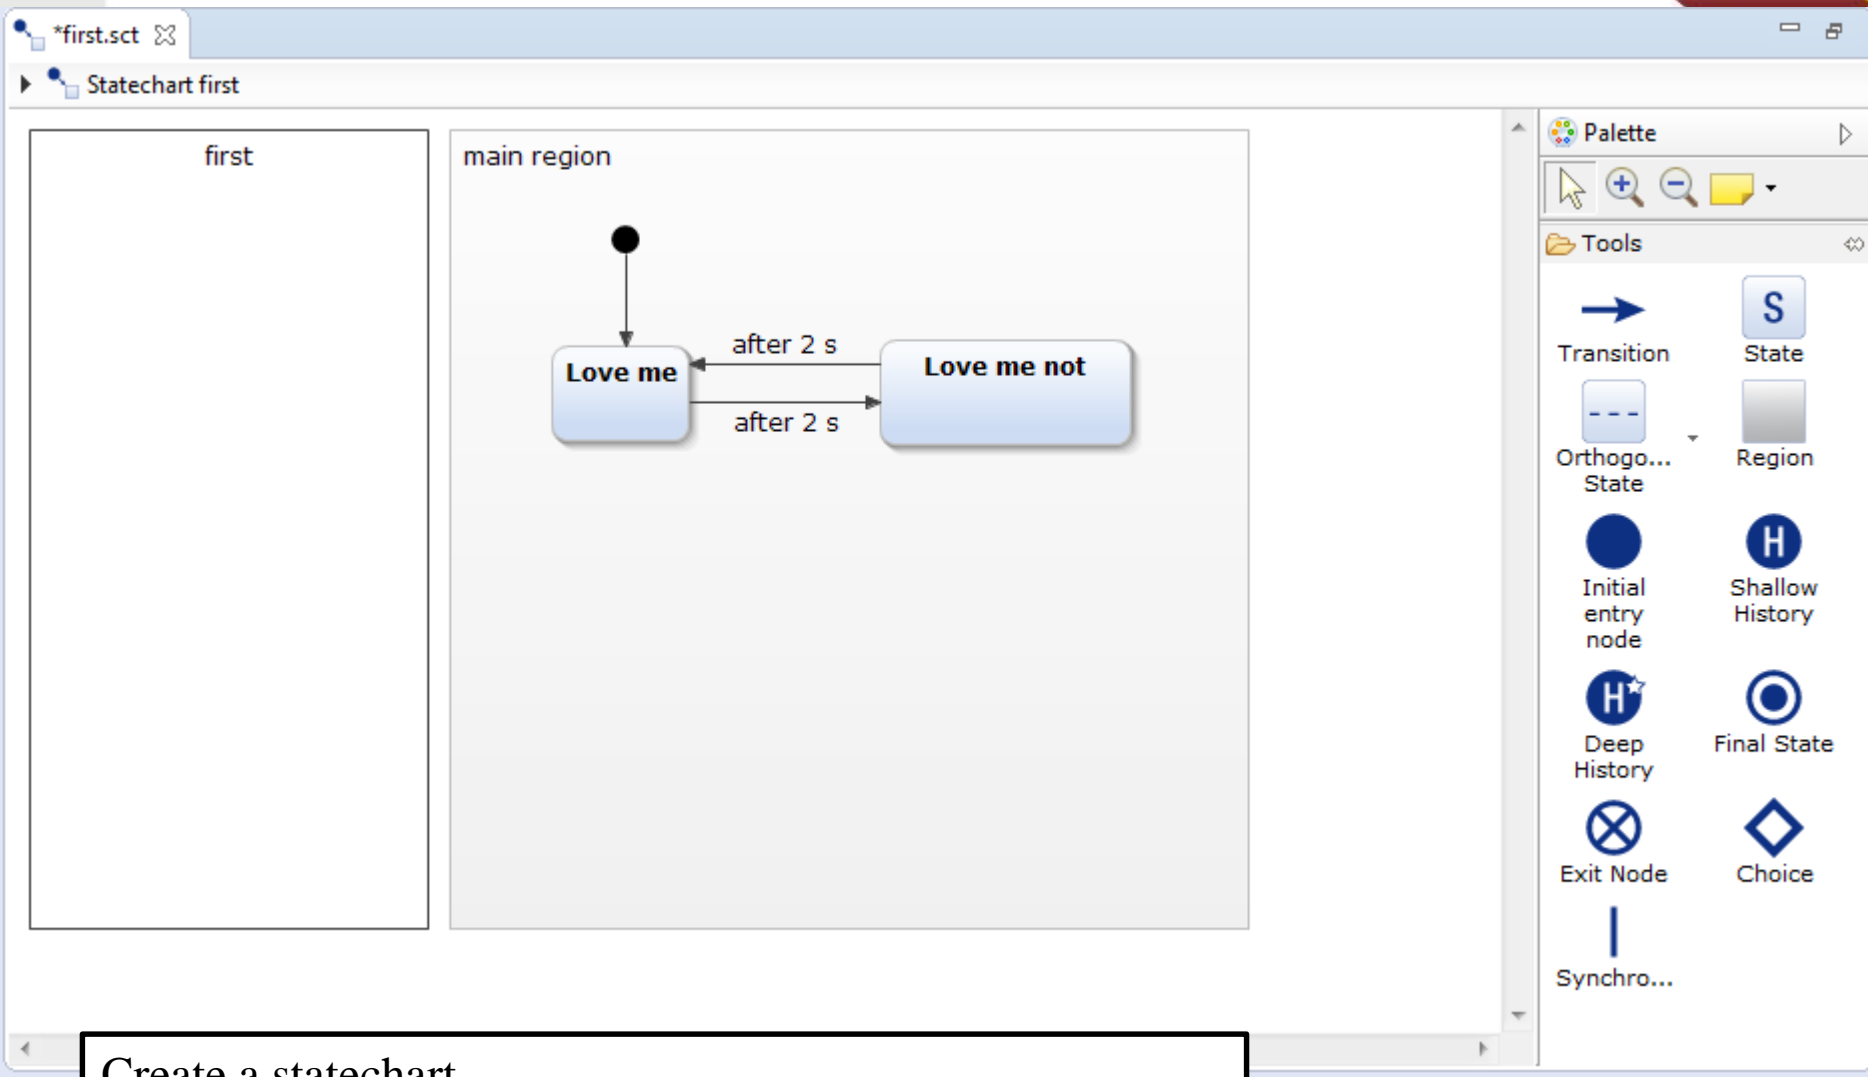 *first.sct
Statechart first
first
main region
after 2 s
Love me
Love me not
after 2 s
Palette
Tools
Transition
State
Orthogo...
State
Region
Initial
entry
node
Shallow
History
Deep
History
Final State
Exit Node
Choice
Synchro...
Create a statechart